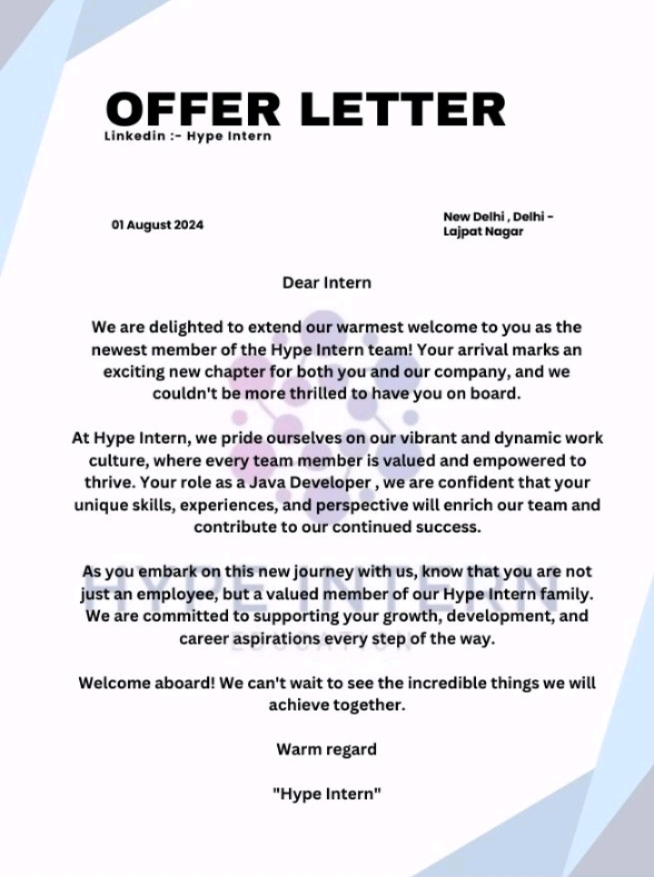 OFFER LETTER
Linkedin :- Hype Intern
01 August 2024
New Delhi , Delhi -
Lajpat Nagar
Dear Intern
We are delighted to extend our warmest welcome to you as the
newest member of the Hype Intern team! Your arrival marks an
exciting new chapter for both you and our company, and we
couldn't be more thrilled to have you on board.
At Hype Intern, we pride ourselves on our vibrant and dynamic work
culture, where every team member is valued and empowered to
thrive. Your role as a Java Developer , we are confident that your
unique skills, experiences, and perspective will enrich our team and
contribute to our continued success.
As you embark on this new journey with us, know that you are not
just an employee, but a valued member of our Hype Intern family.
We are committed to supporting your growth, development, and
career aspirations every step of the way.
HYPE INTERN
EDUCATION
Welcome aboard! We can't wait to see the incredible things we will
achieve together.
Warm regard
"Hype Intern"